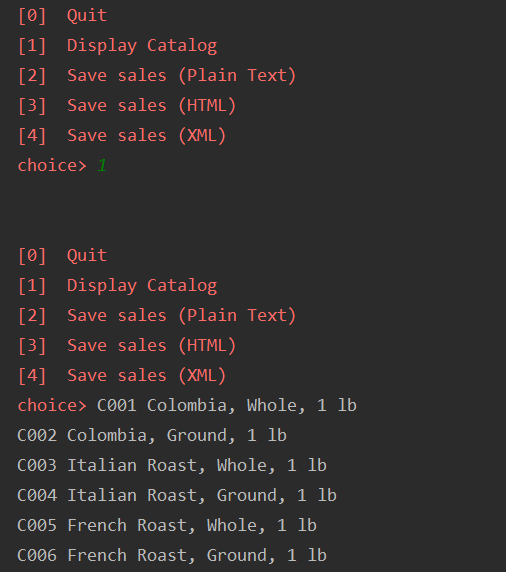 [0]  Quit
[1]  Display Catalog
[2]  Save sales (Plain Text)
[3]  Save sales (HTML)
[4]  Save sales (XML)
choice> 1
[0]  Quit
[1]  Display Catalog
[2]  Save sales (Plain Text)
[3]  Save sales (HTML)
[4]  Save sales (XML)
choice> C001 Colombia, Whole, 1 lb
C002 Colombia, Ground, 1 lb
C003 Italian Roast, Whole, 1 lb
C004 Italian Roast, Ground, 1 lb
C005 French Roast, Whole, 1 lb
C006 French Roast, Ground, 1 lb